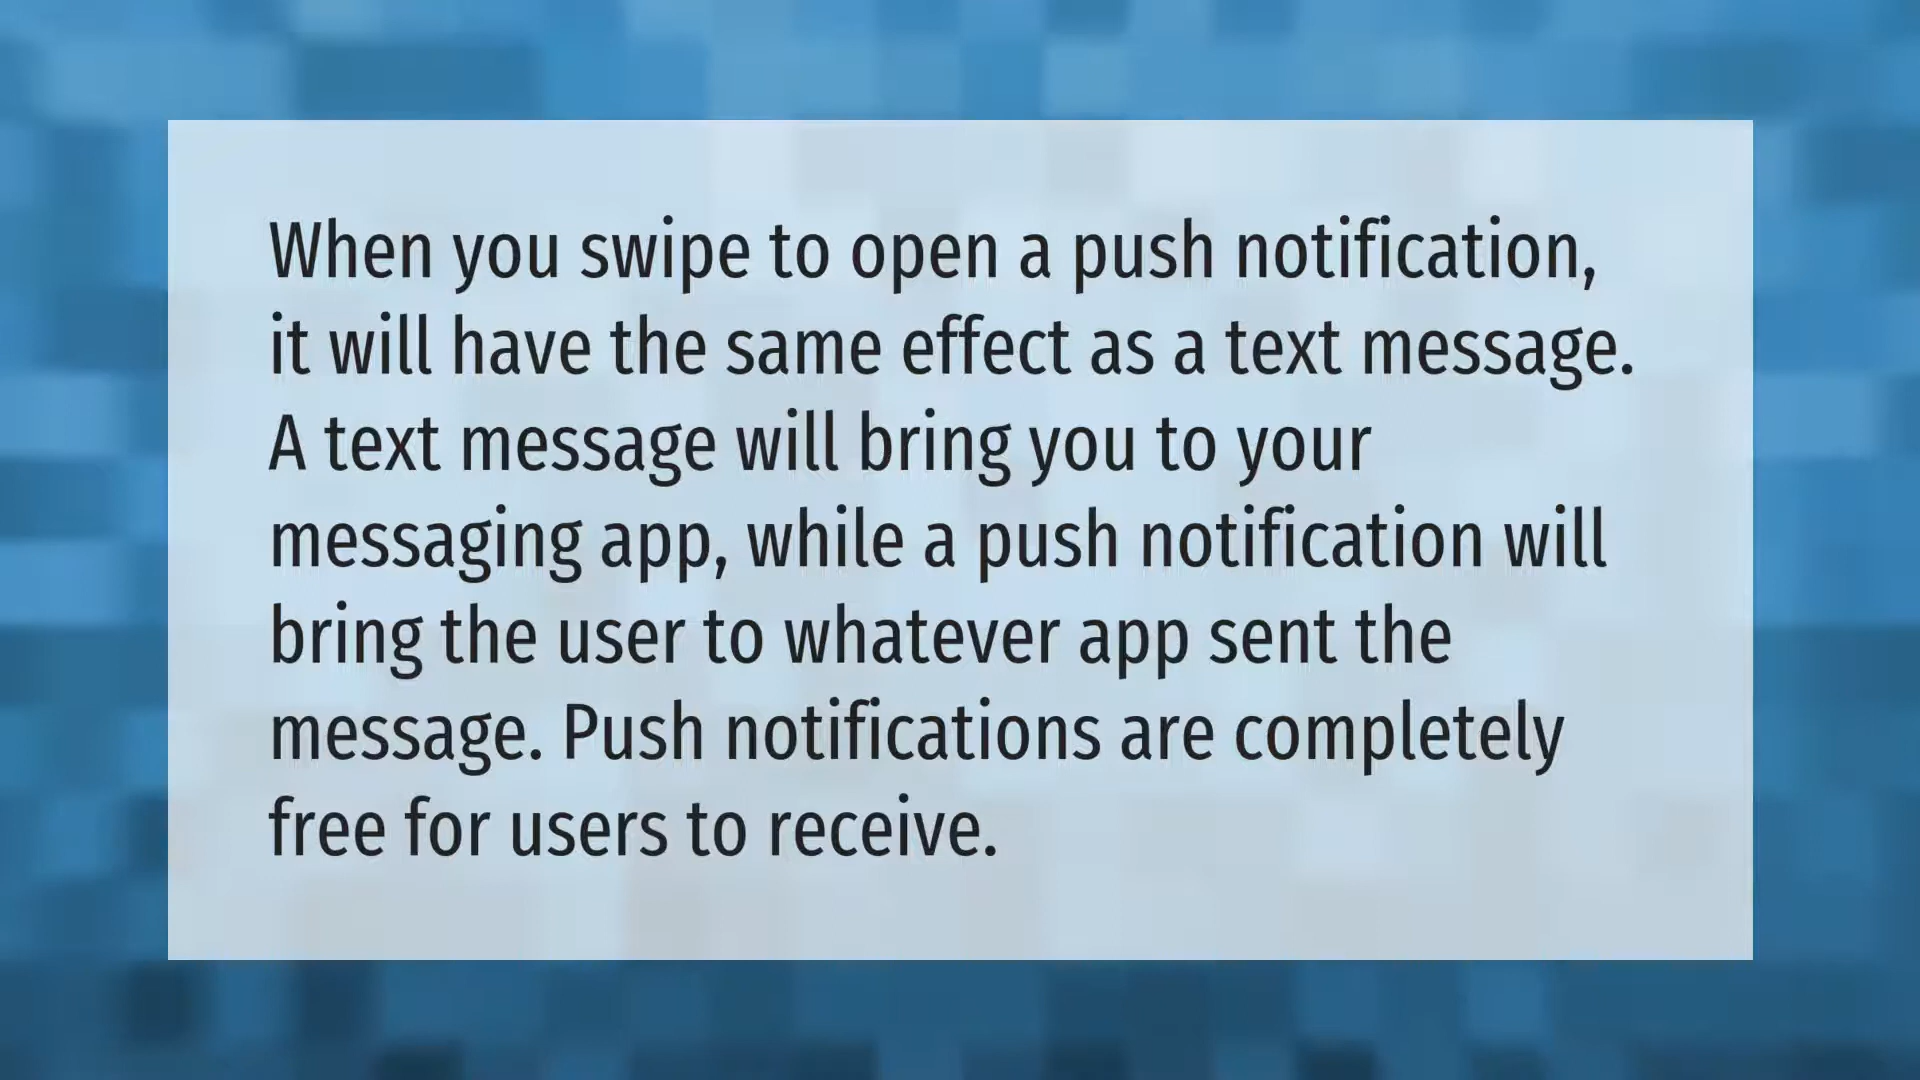 When you swipe to open a push notification,
it will have the same effect as a text message.
A text message will bring you to your
messaging app, while a push notification will
bring the user to whatever app sent the
message. Push notifications are completely
free for users to receive.